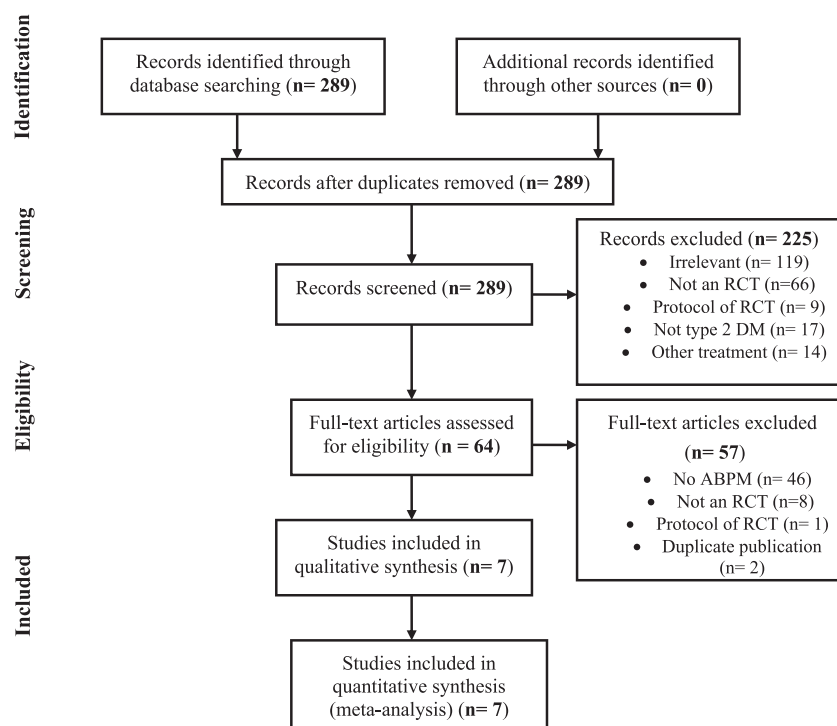 Identification
Records identified through
database searching (n= 289)
Additional records identified
through other sources (n= 0)
Records after duplicates removed (n= 289)
Screening
Records screened (n= 289)
Records excluded (n= 225)
• Irrelevant (n= 119)
• Not an RCT (n=66)
• Protocol of RCT (n= 9)
• Not type 2 DM (n= 17)
• Other treatment (n= 14)
Eligibility
Full-text articles assessed
for eligibility (n = 64)
Full-text articles excluded
(n= 57)
• No ABPM (n= 46)
• Not an RCT (n=8)
• Protocol of RCT (n= 1)
• Duplicate publication
(n= 2)
Included
Studies included in
qualitative synthesis (n= 7)
Studies included in
quantitative synthesis
(meta-analysis) (n= 7)